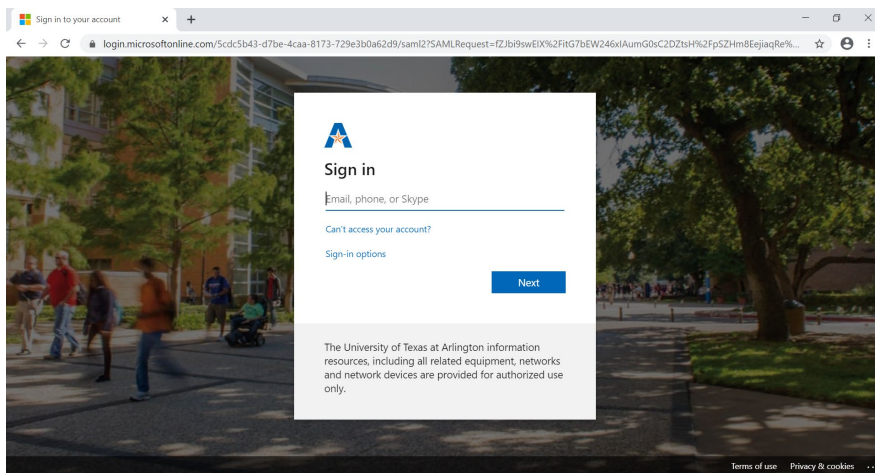 Sign in to your account
login.microsoftonline.com/5cdc5b43-d7be-4caa-8173-729e3b0a62d9/saml2?SAMLRequest=fZJbi9swEIX%2FitG7bEW246xIAumG0sC2DZtsH%2FpSZHm8EejiaqRe%...
Sign in
Email, phone, or Skype
Can't access your account?
Sign-in options
Next
The University of Texas at Arlington information
resources, including all related equipment, networks
and network devices are provided for authorized use
only.
Terms of use Privacy & cookies ...